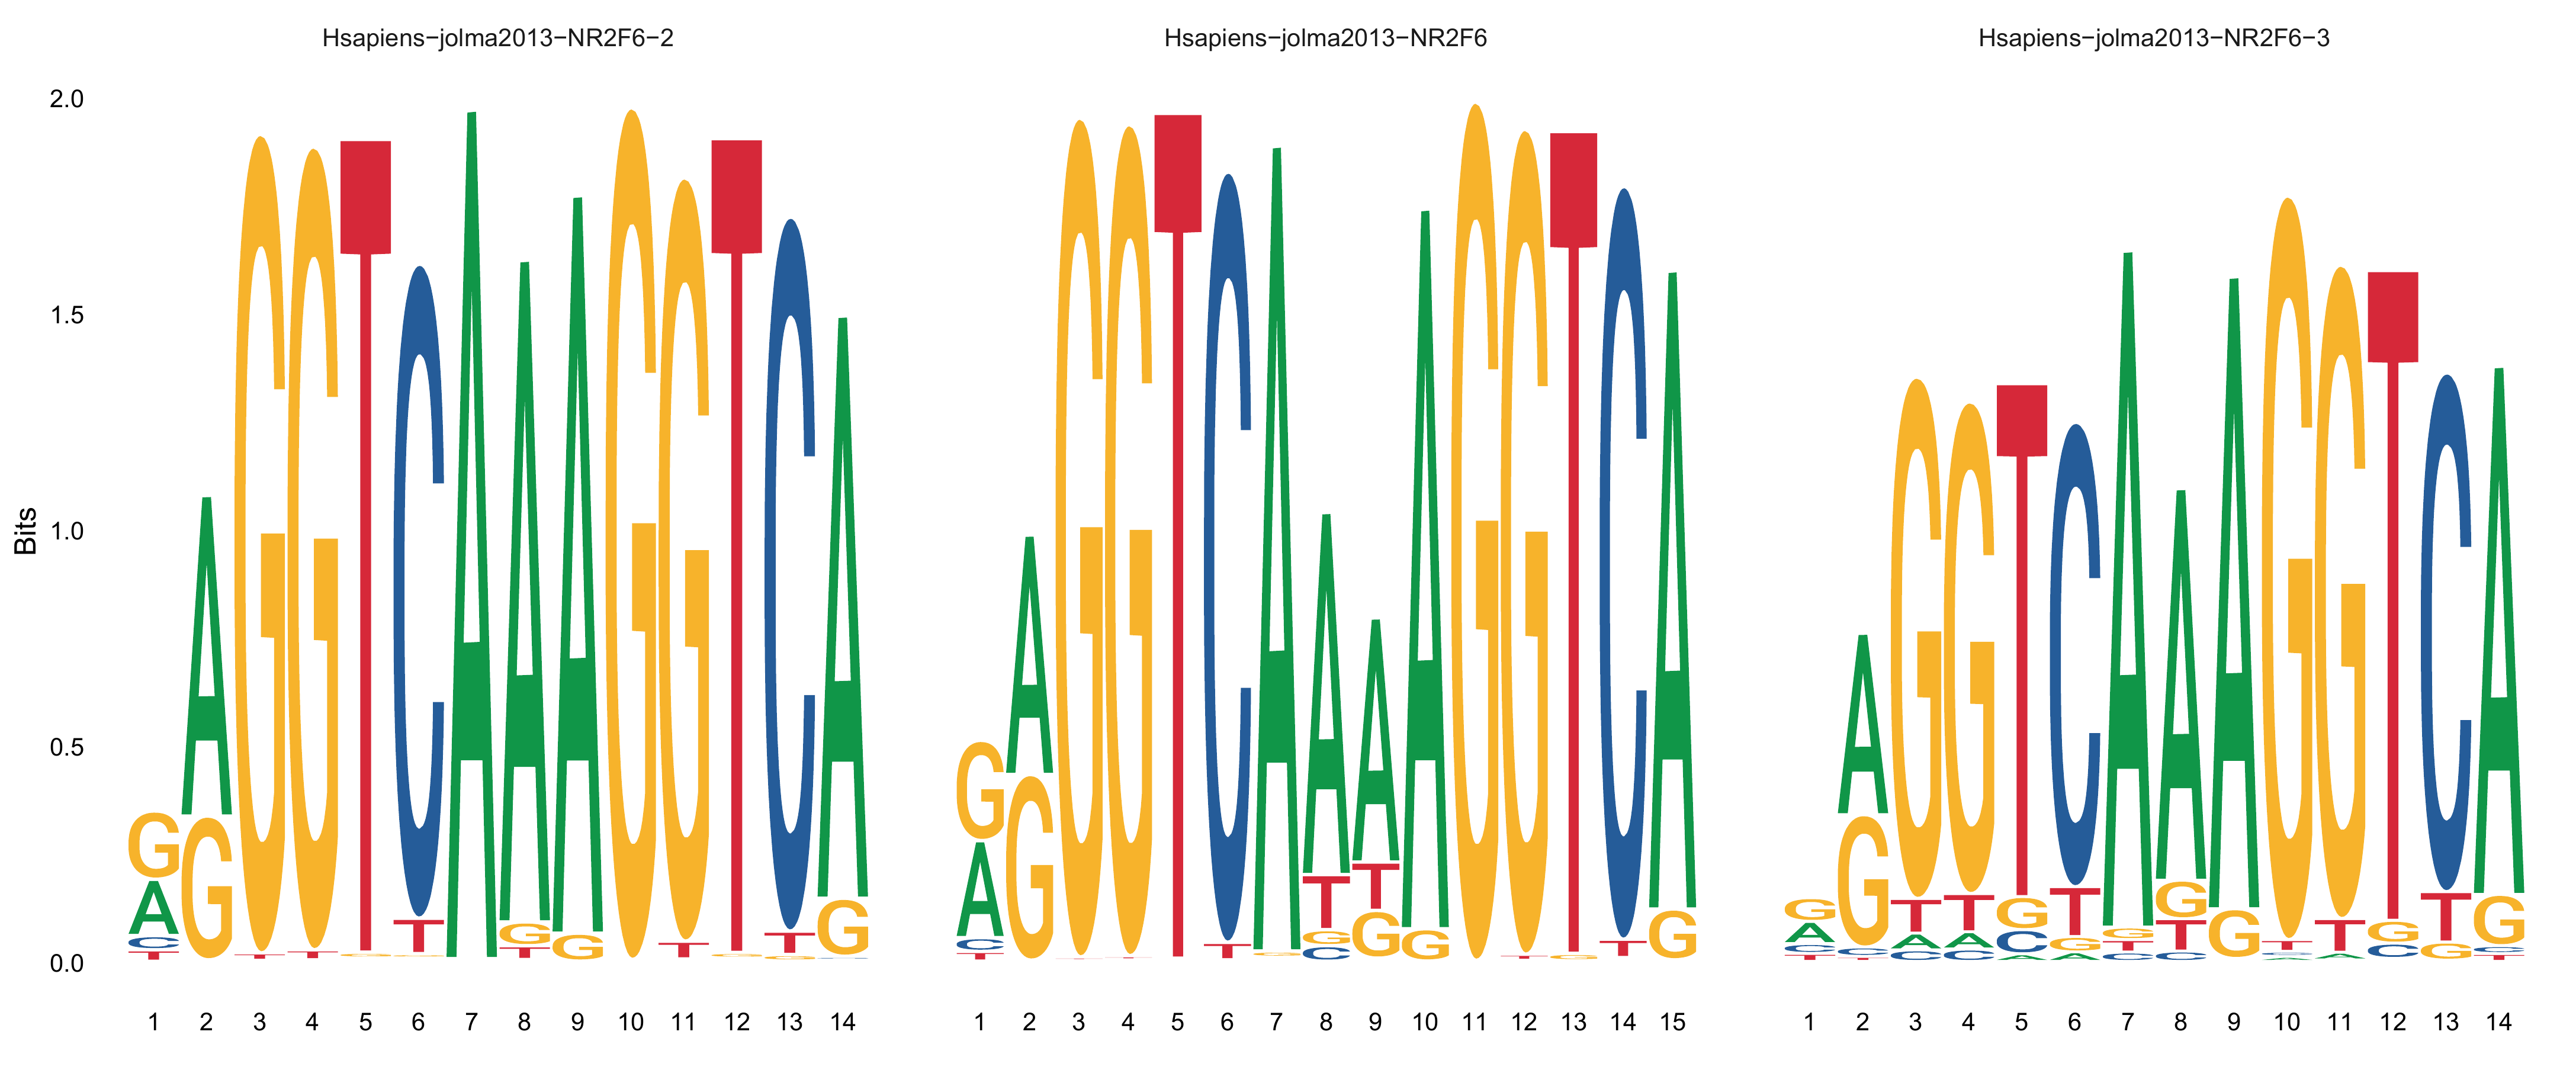 Hsapiens−jolma2013−NR2F6−2
Hsapiens−jolma2013−NR2F6
Hsapiens−jolma2013−NR2F6−3
2.0
1.5
1.0
0.5
0.0
Bits
1 2 3 4 5 6 7 8 9 10 11 12 13 14
1 2 3 4 5 6 7 8 9 10 11 12 13 14 15
1 2 3 4 5 6 7 8 9 10 11 12 13 14
GAGGTCAAAGGTCA
GAGGTCAAAAGGTCA
GAGGTCAAAGGTCA